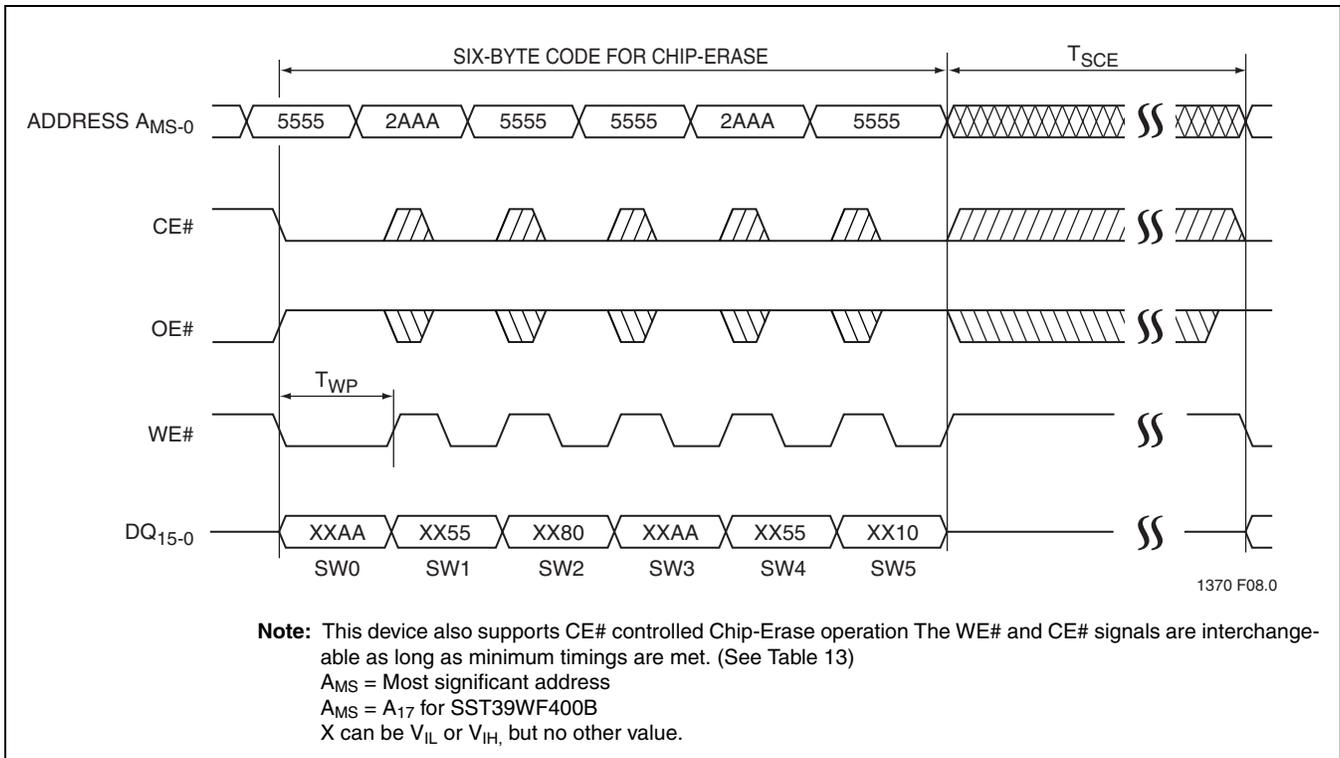 SIX-BYTE CODE FOR CHIP-ERASE
TSCE
ADDRESS AMS-0
5555 2AAA 5555 5555 2AAA 5555
CE#
OE#
TWP
WE#
DQ15-0
XXAA XX55 XX80 XXAA XX55 XX10
SW0 SW1 SW2 SW3 SW4 SW5
1370 F08.0
Note: This device also supports CE# controlled Chip-Erase operation The WE# and CE# signals are interchange-
able as long as minimum timings are met. (See Table 13)
AMS = Most significant address
AMS = A17 for SST39WF400B
X can be VIL or VIH, but no other value.